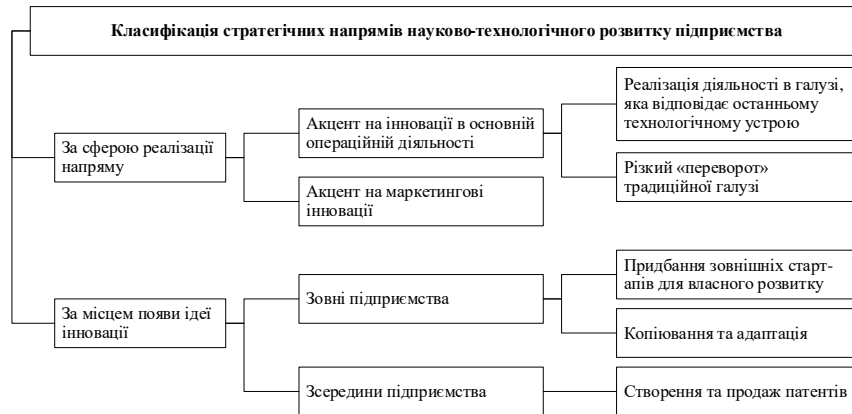 Класифікація стратегічних напрямів науково-технологічного розвитку підприємства
Реалізація діяльності в галузі,
яка відповідає останньому
технологічному устрою
Акцент на інновації в основній
операційній діяльності
За сферою реалізації
напряму
Різкий «переворот»
традиційної галузі
Акцент на маркетингові
інновації
Придбання зовнішніх старт-
апів для власного розвитку
Зовні підприємства
За місцем появи ідеї
інновації
Копіювання та адаптація
Зсередини підприємства
Створення та продаж патентів